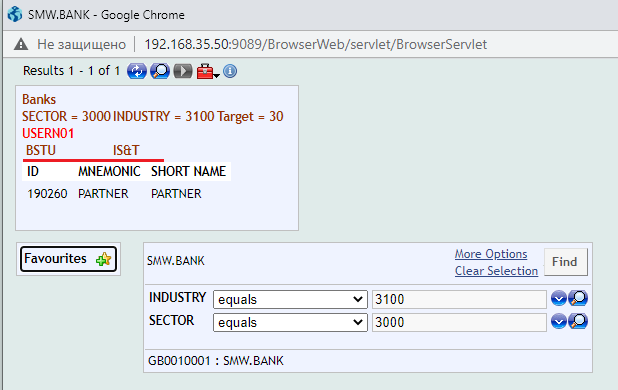 SMW.BANK - Google Chrome
Не защищено | 192.168.35.50:9089/BrowserWeb/servlet/BrowserServlet
Results 1 - 1 of 1
Banks
SECTOR = 3000 INDUSTRY = 3100 Target = 30
USERN01
BSTU IS&T
ID MNEMONIC SHORT NAME
190260 PARTNER PARTNER
Favourites
SMW.BANK
More Options
Clear Selection
Find
INDUSTRY equals 3100
SECTOR equals 3000
GB0010001 : SMW.BANK